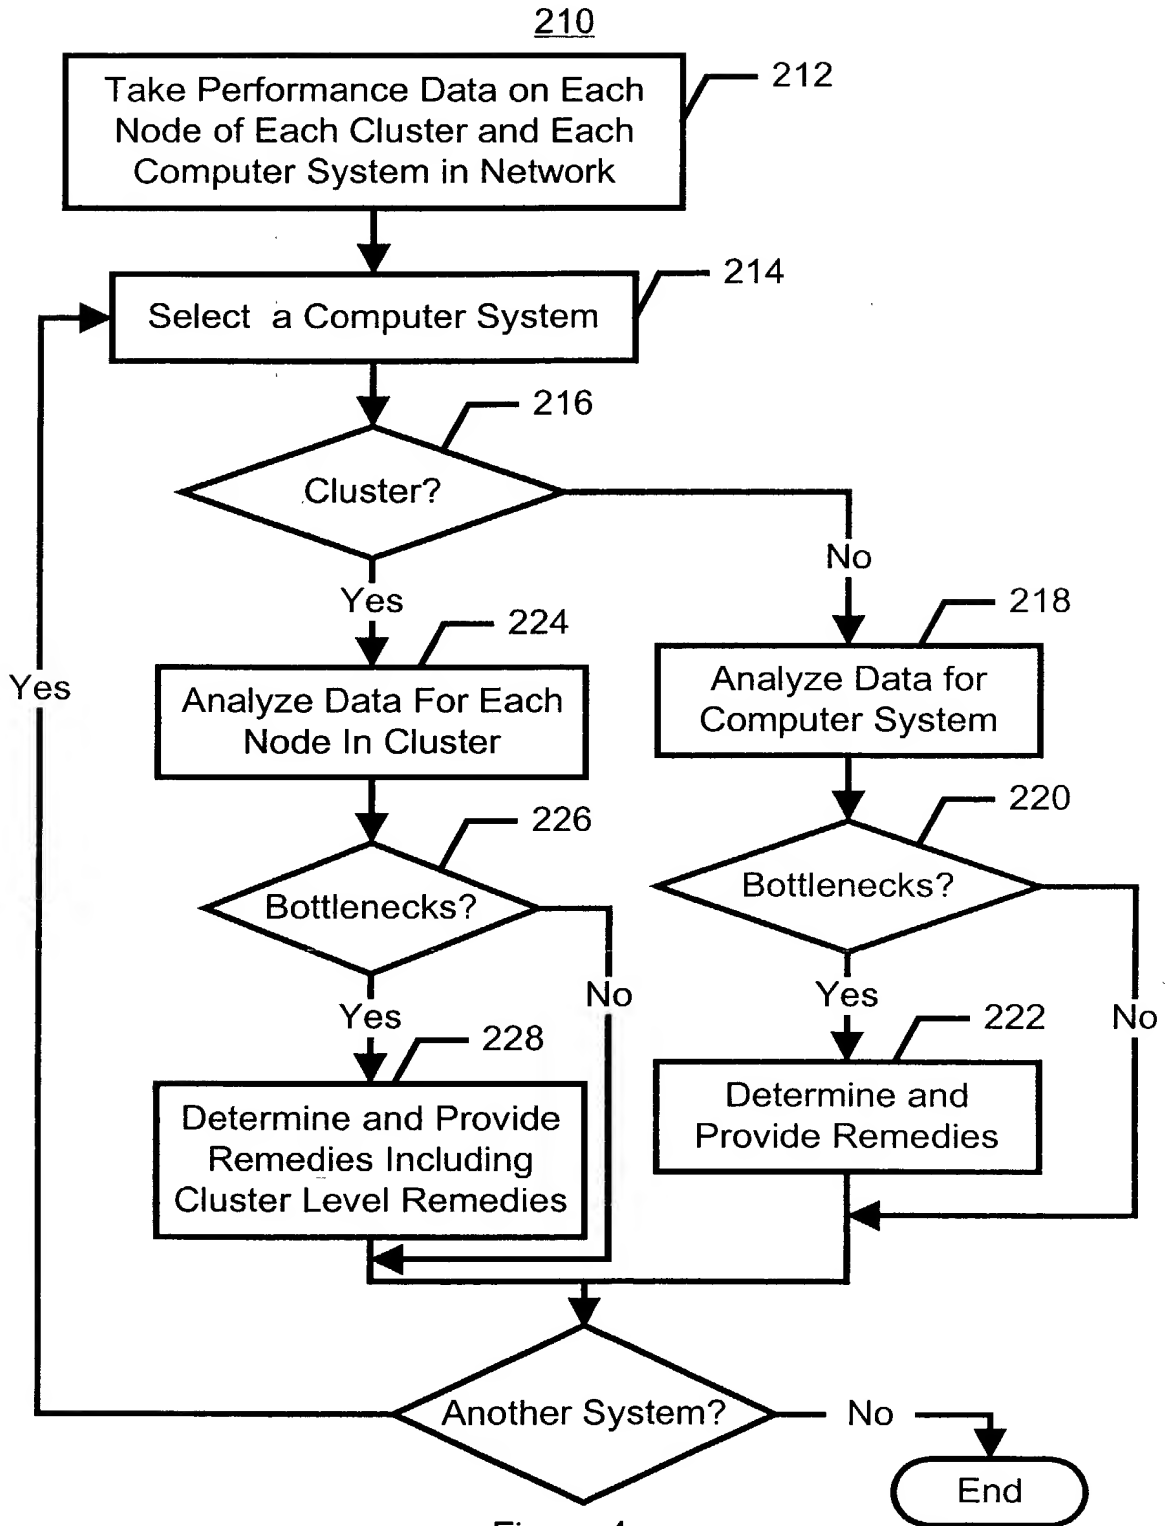 210
Take Performance Data on Each
Node of Each Cluster and Each
Computer System in Network
212
Select a Computer System
214
Cluster?
216
No
Yes
224
218
Analyze Data For Each
Node In Cluster
Analyze Data for
Computer System
Yes
226
220
Bottlenecks?
Bottlenecks?
Yes
No
Yes
No
228
222
Determine and Provide
Remedies Including
Cluster Level Remedies
Determine and
Provide Remedies
Another System?
No
End